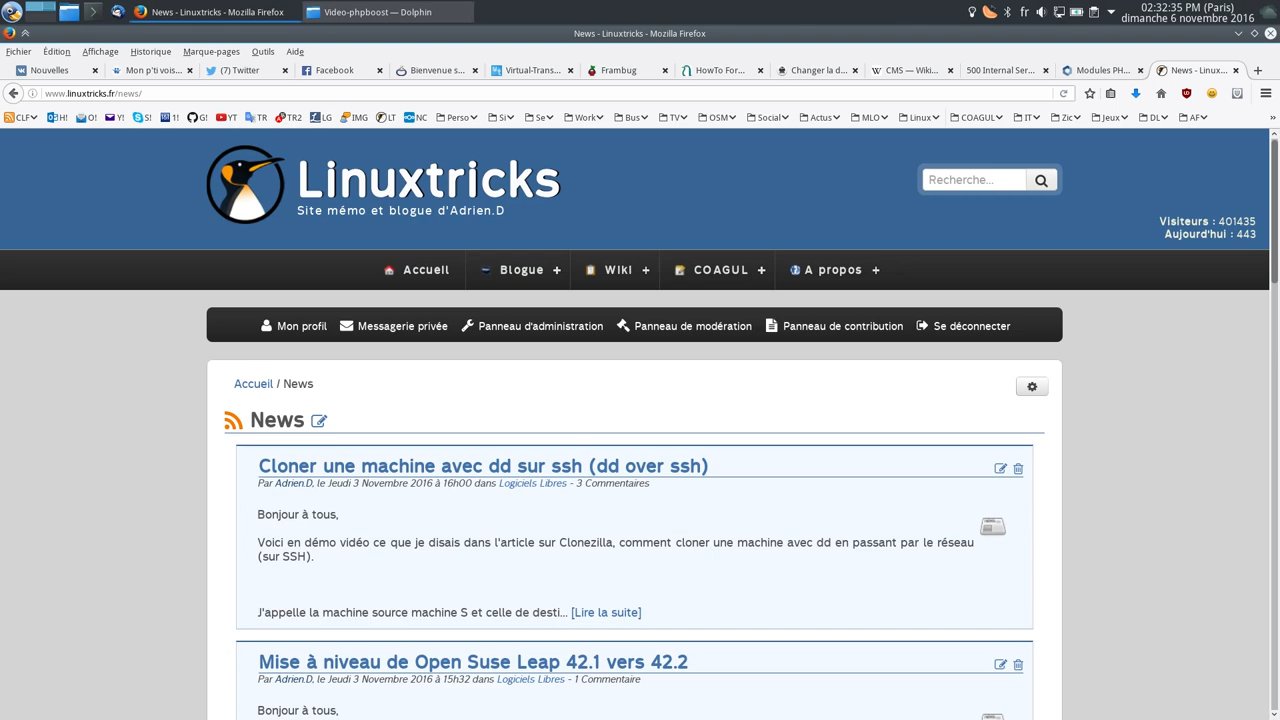 News - Linuxtricks - Mozilla Firefox
Video-phpboost — Dolphin
fr
02:32:35 PM (Paris)
dimanche 6 novembre 2016
News - Linuxtricks - Mozilla Firefox
Fichier Édition Affichage Historique Marque-pages Outils Aide
Nouvelles
Mon p'ti vois...
(7) Twitter
Facebook
Bienvenue s...
Virtual-Trans...
Frambug
HowTo For...
Changer la d...
CMS — Wiki...
500 Internal Ser...
Modules PH...
News - Linux...
www.linuxtricks.fr/news/
CLF H! O! Y! S! 1! G! YT TR TR2 LG IMG LT NC Perso Si Se Work Bus TV OSM Social Actus MLO Linux COAGUL IT Zic Jeux DL AF »
Linuxtricks
Site mémo et blogue d'Adrien.D
Recherche...
Visiteurs : 401435
Aujourd'hui : 443
Accueil Blogue + Wiki + COAGUL + A propos +
Mon profil Messagerie privée Panneau d'administration Panneau de modération Panneau de contribution Se déconnecter
Accueil / News
News
Cloner une machine avec dd sur ssh (dd over ssh)
Par Adrien.D, le Jeudi 3 Novembre 2016 à 16h00 dans Logiciels Libres - 3 Commentaires
Bonjour à tous,
Voici en démo vidéo ce que je disais dans l'article sur Clonezilla, comment cloner une machine avec dd en passant par le réseau
(sur SSH).
J'appelle la machine source machine S et celle de desti... [Lire la suite]
Mise à niveau de Open Suse Leap 42.1 vers 42.2
Par Adrien.D, le Jeudi 3 Novembre 2016 à 15h32 dans Logiciels Libres - 1 Commentaire
Bonjour à tous,